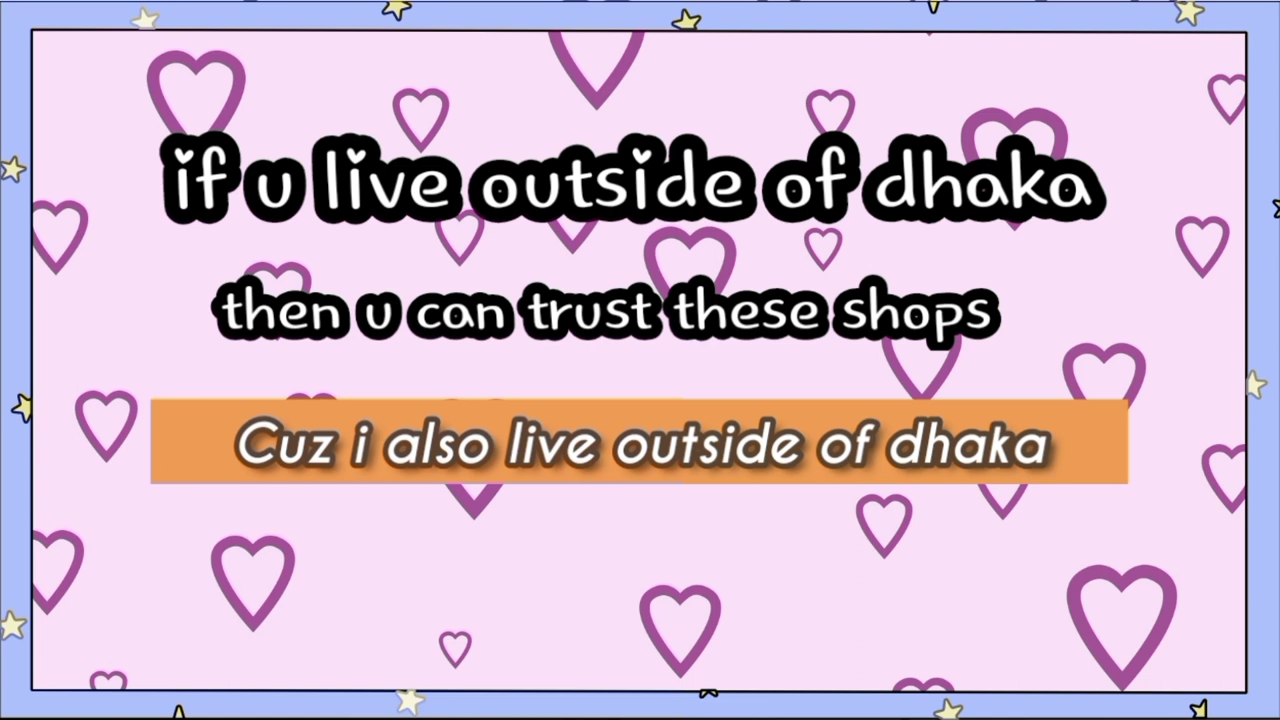 if u live outside of dhaka
then u can trust these shops
Cuz i also live outside of dhaka